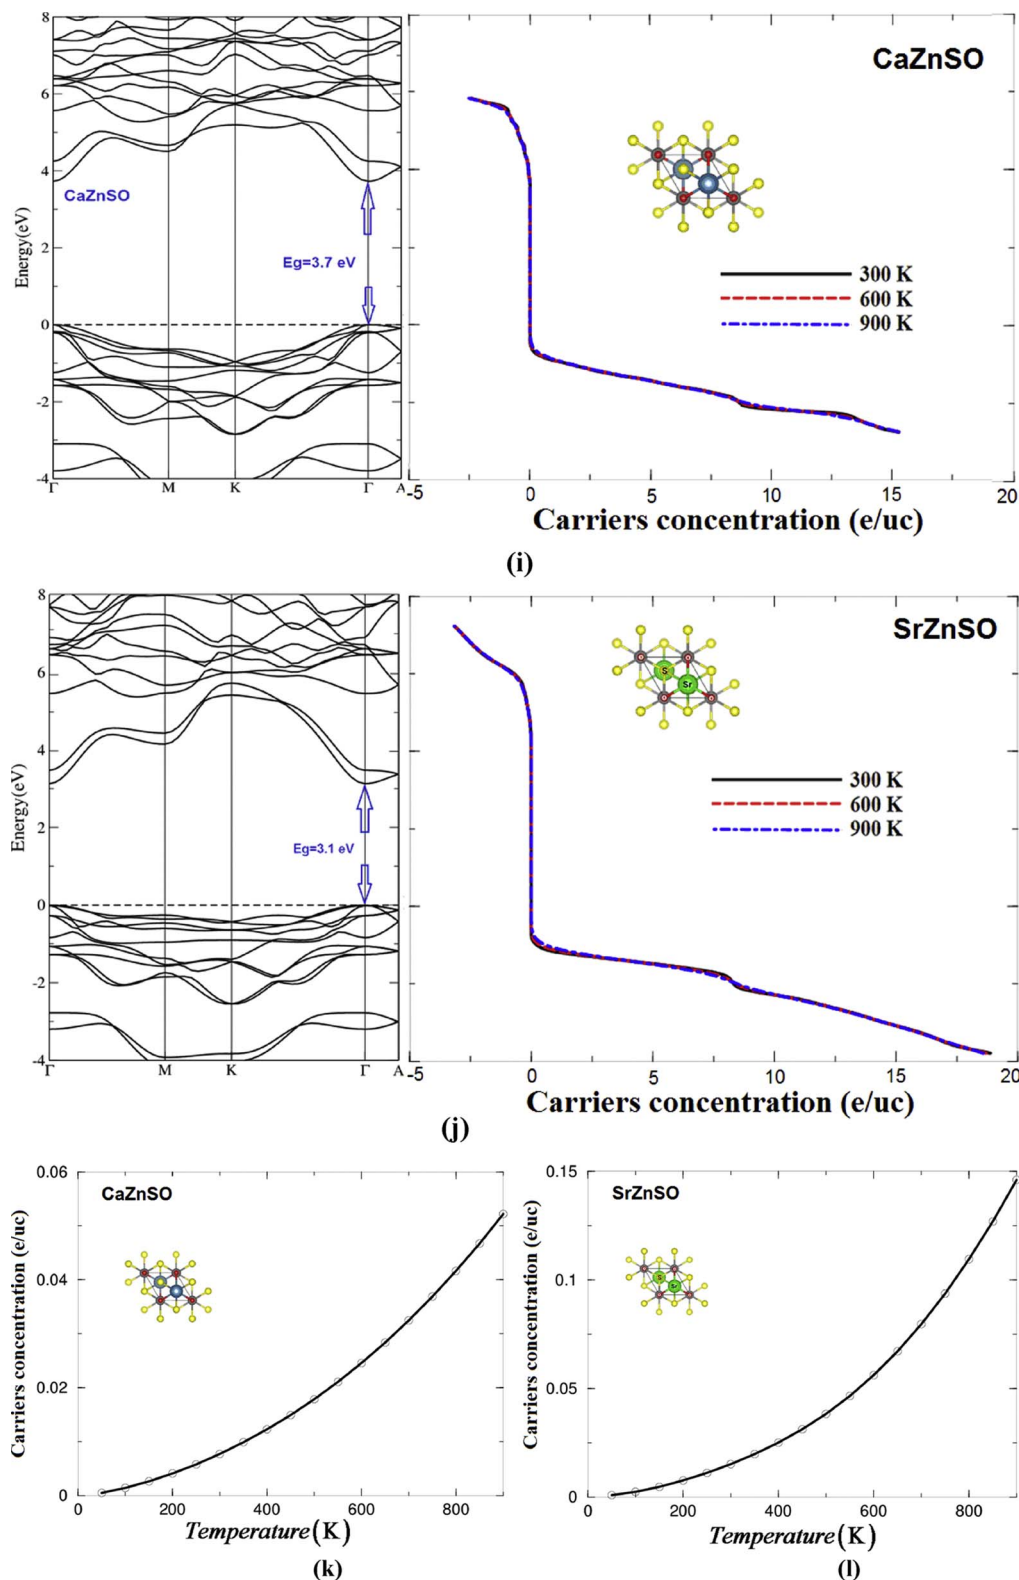 8
6
4
2
0
-2
-4
Energy(eV)
CaZnSO
Eg=3.7 eV
Γ M K Γ A
CaZnSO
300 K
600 K
900 K
-5 0 5 10 15 20
Carriers concentration (e/uc)
(i)
8
6
4
2
0
-2
-4
Energy(eV)
Eg=3.1 eV
Γ M K Γ A
SrZnSO
S
Sr
300 K
600 K
900 K
-5 0 5 10 15 20
Carriers concentration (e/uc)
(j)
0.06
0.04
0.02
0
Carriers concentration (e/uc)
CaZnSO
0 200 400 600 800
Temperature(K)
(k)
0.15
0.1
0.05
0
Carriers concentration (e/uc)
SrZnSO
S
Sr
0 200 400 600 800
Temperature(K)
(l)